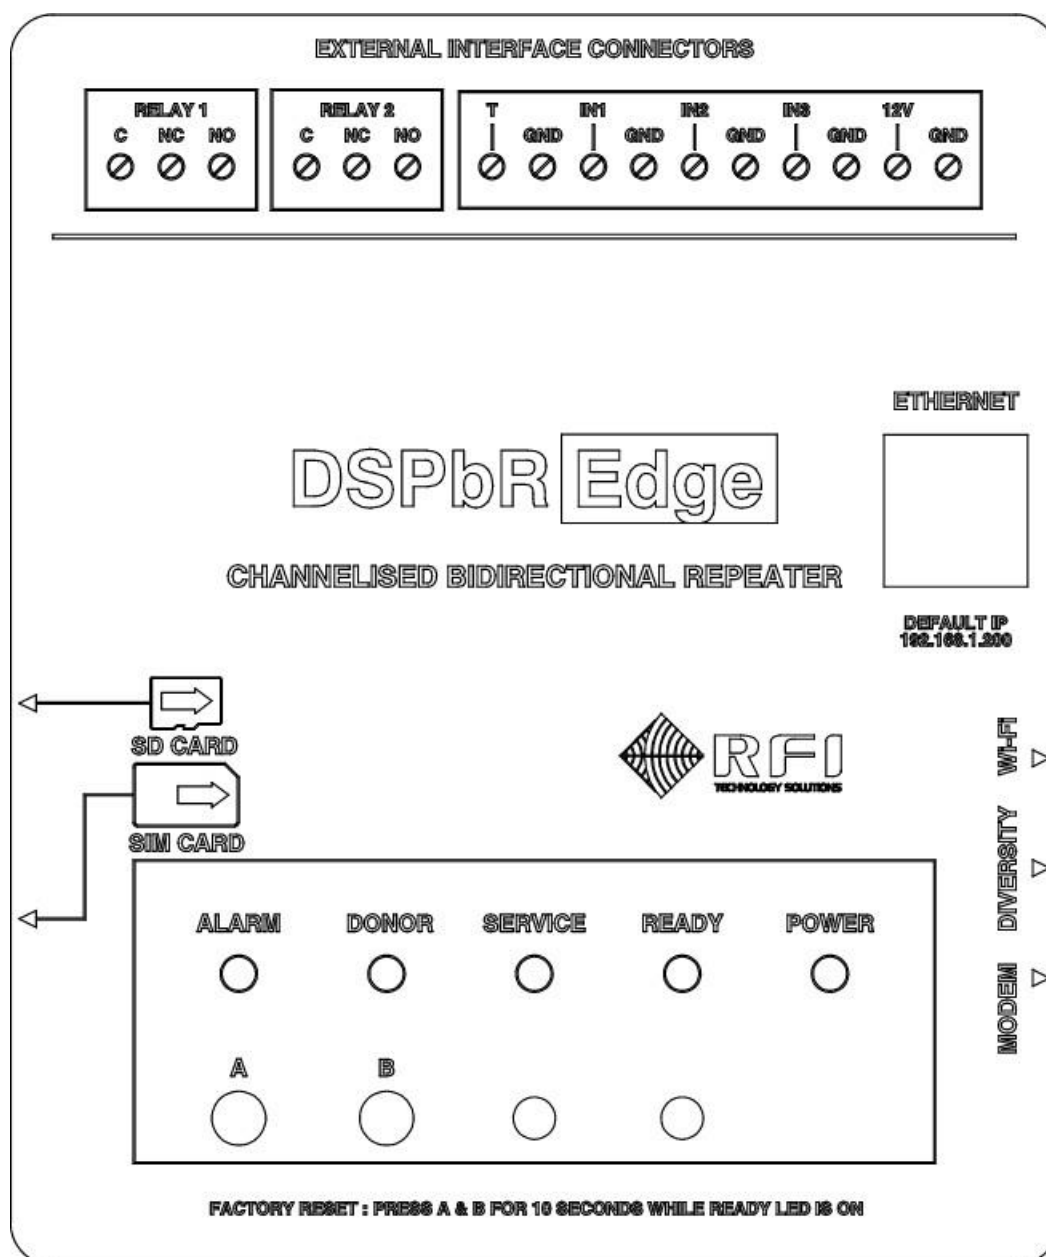 EXTERNAL INTERFACE CONNECTORS
RELAY 1
C NC NO
RELAY 2
C NC NO
T IN1 IN2 IN3 12V
GND GND GND GND GND
ETHERNET
DSPbR Edge
CHANNELISED BIDIRECTIONAL REPEATER
DEFAULT IP
192.168.1.200
SD CARD
SIM CARD
RFI
TECHNOLOGY SOLUTIONS
Wi-Fi
DIVERSITY
MODEM
ALARM DONOR SERVICE READY POWER
A B
FACTORY RESET : PRESS A & B FOR 10 SECONDS WHILE READY LED IS ON